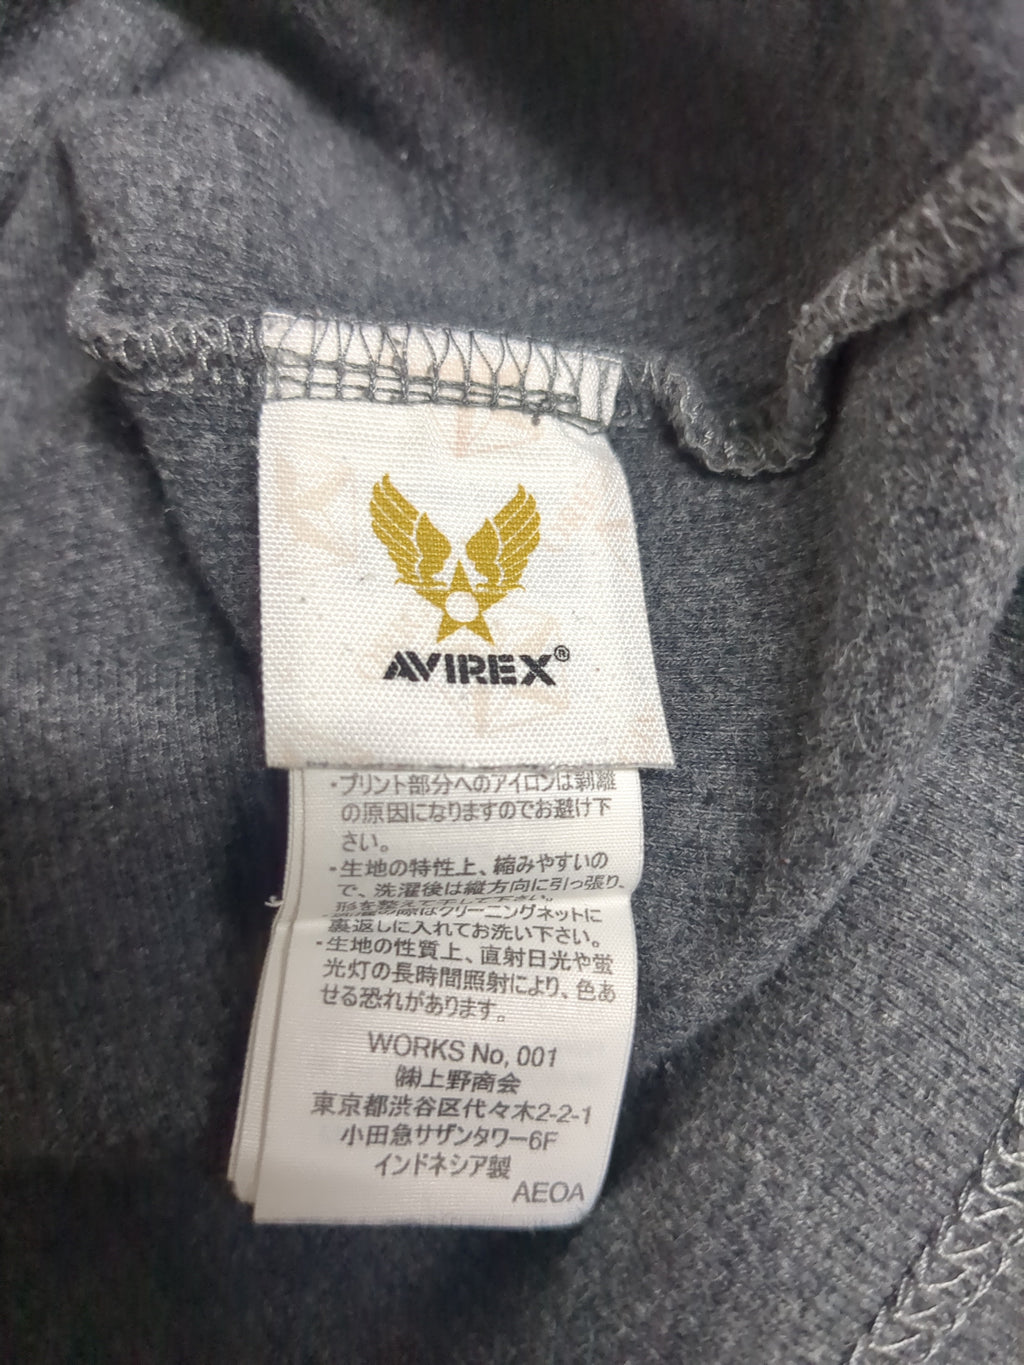 AVIREX®
・プリント部分へのアイロンは剥離
の原因になりますのでお避け下
さい。
・生地の特性上、縮みやすいの
で、洗濯後は縦方向に引っ張り、
形を整えて干して下さい。
際はクリーニングネットに
裏返しに入れてお洗い下さい。
・生地の性質上、直射日光や蛍
光灯の長時間照射により、色あ
せる恐れがあります。
WORKS No, 001
㈱上野商会
東京都渋谷区代々木2-2-1
小田急サザンタワー6F
インドネシア製
AEOA